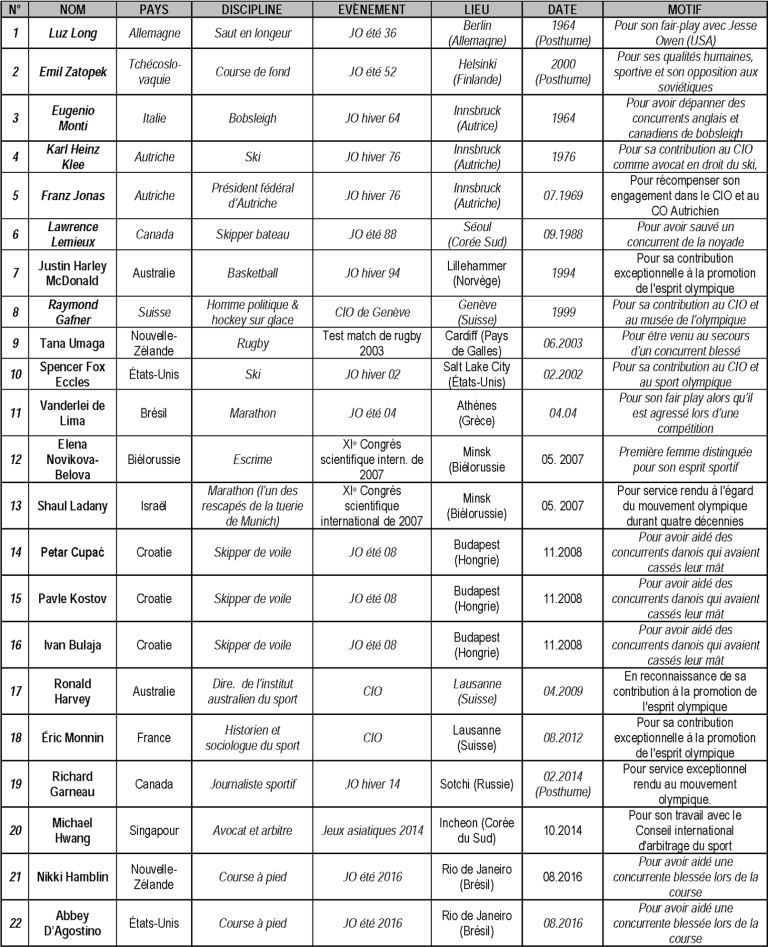 N° NOM PAYS DISCIPLINE EVÈNEMENT LIEU DATE MOTIF
1 Luz Long Allemagne Saut en longeur JO été 36 Berlin (Allemagne) 1964 (Posthume) Pour son fair-play avec Jesse Owen (USA)
2 Emil Zatopek Tchécoslo-vaquie Course de fond JO été 52 Helsinki (Finlande) 2000 (Posthume) Pour ses qualités humaines, sportive et son opposition aux soviétiques
3 Eugenio Monti Italie Bobsleigh JO hiver 64 Innsbruck (Autrice) 1964 Pour avoir dépanner des concurrents anglais et canadiens de bobsleigh
4 Karl Heinz Klee Autriche Ski JO hiver 76 Innsbruck (Autriche) 1976 Pour sa contribution au CIO comme avocat en droit du ski,
5 Franz Jonas Autriche Président fédéral d'Autriche JO hiver 76 Innsbruck (Autriche) 07.1969 Pour récompenser son engagement dans le CIO et au CO Autrichien
6 Lawrence Lemieux Canada Skipper bateau JO été 88 Séoul (Corée Sud) 09.1988 Pour avoir sauvé un concurrent de la noyade
7 Justin Harley McDonald Australie Basketball JO hiver 94 Lillehammer (Norvège) 1994 Pour sa contribution exceptionnelle à la promotion de l'esprit olympique
8 Raymond Gafner Suisse Homme politique & hockey sur glace CIO de Genève Genève (Suisse) 1999 Pour sa contribution au CIO et au musée de l'olympique
9 Tana Umaga Nouvelle-Zélande Rugby Test match de rugby 2003 Cardiff (Pays de Galles) 06.2003 Pour être venu au secours d'un concurrent blessé
10 Spencer Fox Eccles États-Unis Ski JO hiver 02 Salt Lake City (États-Unis) 02.2002 Pour sa contribution au CIO et au sport olympique
11 Vanderlei de Lima Brésil Marathon JO été 04 Athènes (Grèce) 04.04 Pour son fair play alors qu'il est agressé lors d'une compétition
12 Elena Novikova-Belova Biélorussie Escrime XIe Congrès scientifique intern. de 2007 Minsk (Biélorussie 05. 2007 Première femme distinguée pour son esprit sportif
13 Shaul Ladany Israël Marathon (l'un des rescapés de la tuerie de Munich) XIe Congrès scientifique international de 2007 Minsk (Biélorussie) 05. 2007 Pour service rendu à l'égard du mouvement olympique durant quatre décennies
14 Petar Cupać Croatie Skipper de voile JO été 08 Budapest (Hongrie) 11.2008 Pour avoir aidé des concurrents danois qui avaient cassés leur mât
15 Pavle Kostov Croatie Skipper de voile JO été 08 Budapest (Hongrie) 11.2008 Pour avoir aidé des concurrents danois qui avaient cassés leur mât
16 Ivan Bulaja Croatie Skipper de voile JO été 08 Budapest (Hongrie) 11.2008 Pour avoir aidé des concurrents danois qui avaient cassés leur mât
17 Ronald Harvey Australie Dire. de l'institut australien du sport CIO Lausanne (Suisse) 04.2009 En reconnaissance de sa contribution à la promotion de l'esprit olympique
18 Éric Monnin France Historien et sociologue du sport CIO Lausanne (Suisse) 08.2012 Pour sa contribution exceptionnelle à la promotion de l'esprit olympique
19 Richard Garneau Canada Journaliste sportif JO hiver 14 Sotchi (Russie) 02.2014 (Posthume) Pour service exceptionnel rendu au mouvement olympique.
20 Michael Hwang Singapour Avocat et arbitre Jeux asiatiques 2014 Incheon (Corée du Sud) 10.2014 Pour son travail avec le Conseil international d'arbitrage du sport
21 Nikki Hamblin Nouvelle-Zélande Course à pied JO été 2016 Rio de Janeiro (Brésil) 08.2016 Pour avoir aidé une concurrente blessée lors de la course
22 Abbey D'Agostino États-Unis Course à pied JO été 2016 Rio de Janeiro (Brésil) 08.2016 Pour avoir aidé une concurrente blessée lors de la course